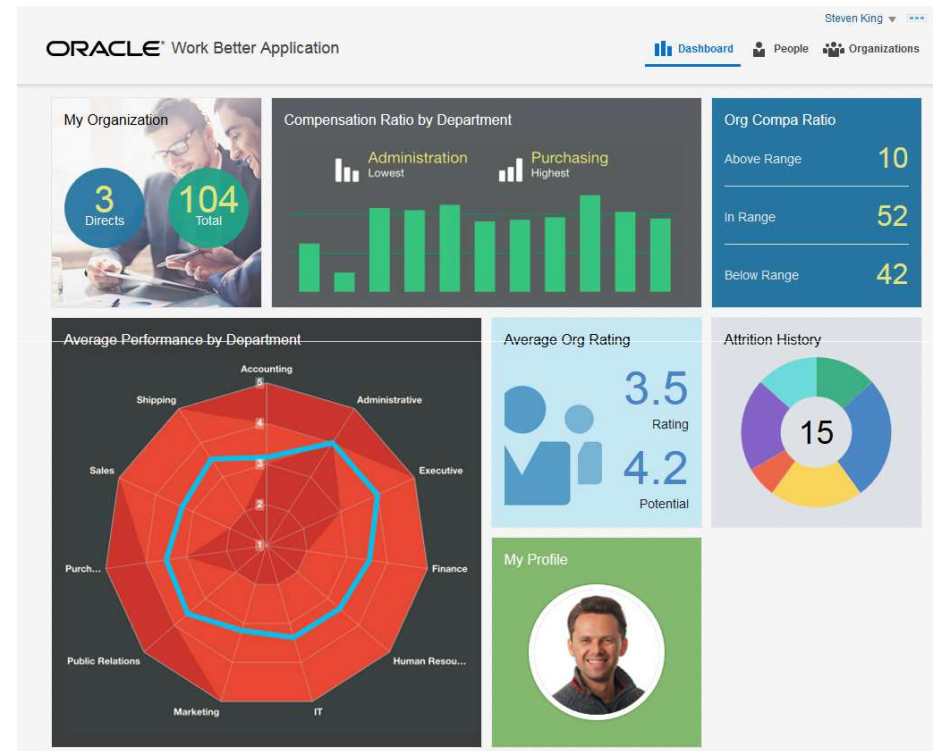 Steven King
ORACLE® Work Better Application
Dashboard
People
Organizations
My Organization
3
Directs
104
Total
Compensation Ratio by Department
Administration
Lowest
Purchasing
Highest
Org Compa Ratio
Above Range 10
In Range 52
Below Range 42
Average Performance by Department
Accounting
Shipping
Administrative
Sales
Executive
Purch...
Finance
Public Relations
Human Resou...
Marketing
IT
5
4
3
2
1
Average Org Rating
3.5
Rating
4.2
Potential
Attrition History
15
My Profile